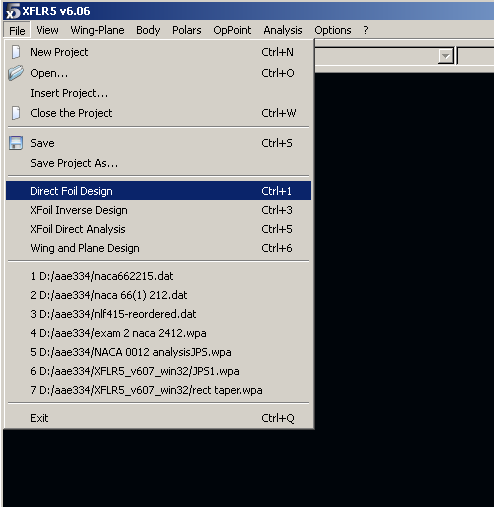 XFLR5 v6.06
File View Wing-Plane Body Polars OpPoint Analysis Options ?
New Project Ctrl+N
Open... Ctrl+O
Insert Project...
Close the Project Ctrl+W
Save Ctrl+S
Save Project As...
Direct Foil Design Ctrl+1
XFoil Inverse Design Ctrl+3
XFoil Direct Analysis Ctrl+5
Wing and Plane Design Ctrl+6
1 D:/aae334/naca662215.dat
2 D:/aae334/naca 66(1) 212.dat
3 D:/aae334/nlf415-reordered.dat
4 D:/aae334/exam 2 naca 2412.wpa
5 D:/aae334/NACA 0012 analysisJPS.wpa
6 D:/aae334/XFLR5_v607_win32/JPS1.wpa
7 D:/aae334/XFLR5_v607_win32/rect taper.wpa
Exit Ctrl+Q